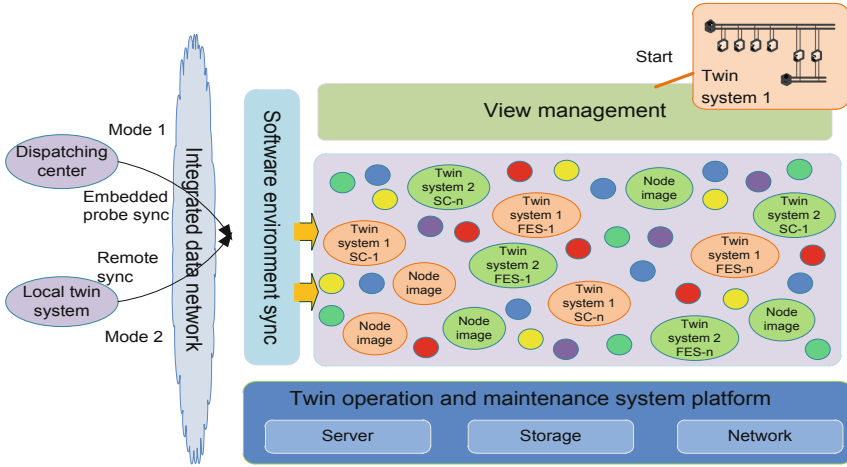 Start
Twin
system 1
View management
Mode 1
Dispatching
center
Embedded
probe sync
Remote
sync
Local twin
system
Mode 2
Integrated data network
Software environment sync
Twin
system 2
SC-n
Node
image
Twin
system 1
FES-1
Twin system 2
SC-1
Twin
system 1
SC-1
Twin
system 2
FES-1
Twin
system 1
FES-n
Node
image
Twin
system 1
SC-n
Node
image
Node
image
Twin
system 2
FES-n
Node
image
Twin operation and maintenance system platform
Server
Storage
Network